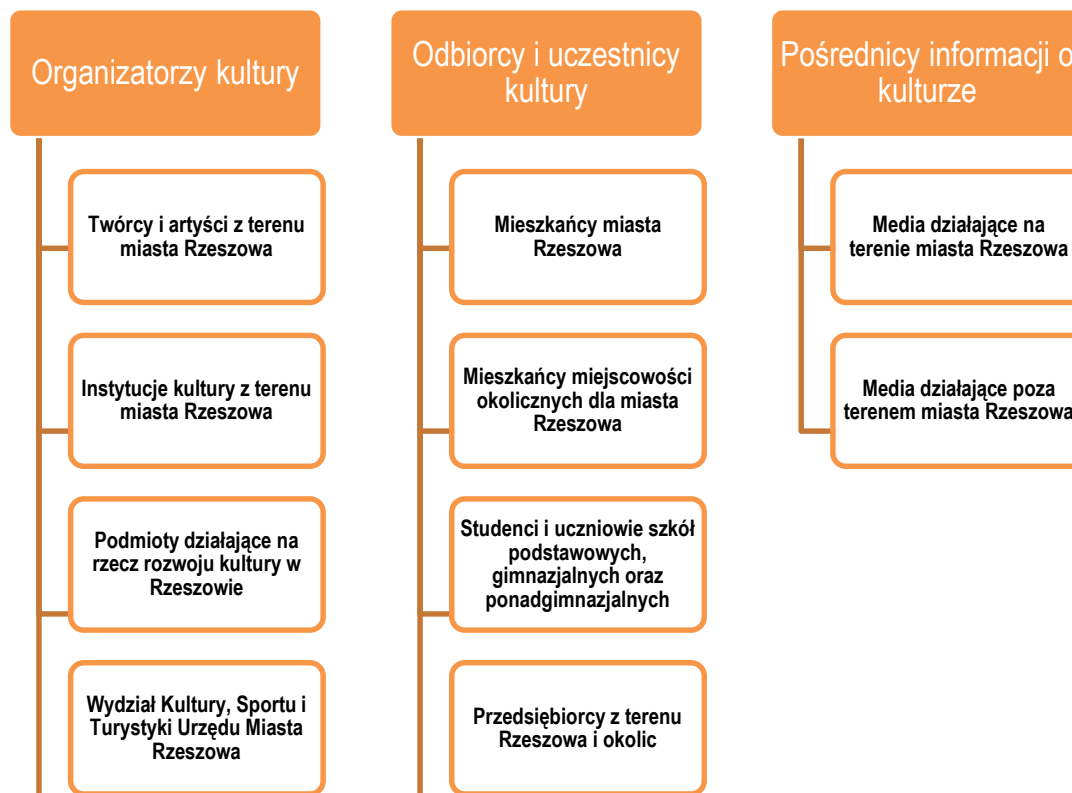 Organizatorzy kultury
Twórcy i artyści z terenu
miasta Rzeszowa
Instytucje kultury z terenu
miasta Rzeszowa
Podmioty działające na
rzecz rozwoju kultury w
Rzeszowie
Wydział Kultury, Sportu i
Turystyki Urzędu Miasta
Rzeszowa
Odbiorcy i uczestnicy
kultury
Mieszkańcy miasta
Rzeszowa
Mieszkańcy miejscowości
okolicznych dla miasta
Rzeszowa
Studenci i uczniowie szkół
podstawowych,
gimnazjalnych oraz
ponadgimnazjalnych
Przedsiębiorcy z terenu
Rzeszowa i okolic
Pośrednicy informacji o
kulturze
Media działające na
terenie miasta Rzeszowa
Media działające poza
terenem miasta Rzeszowa